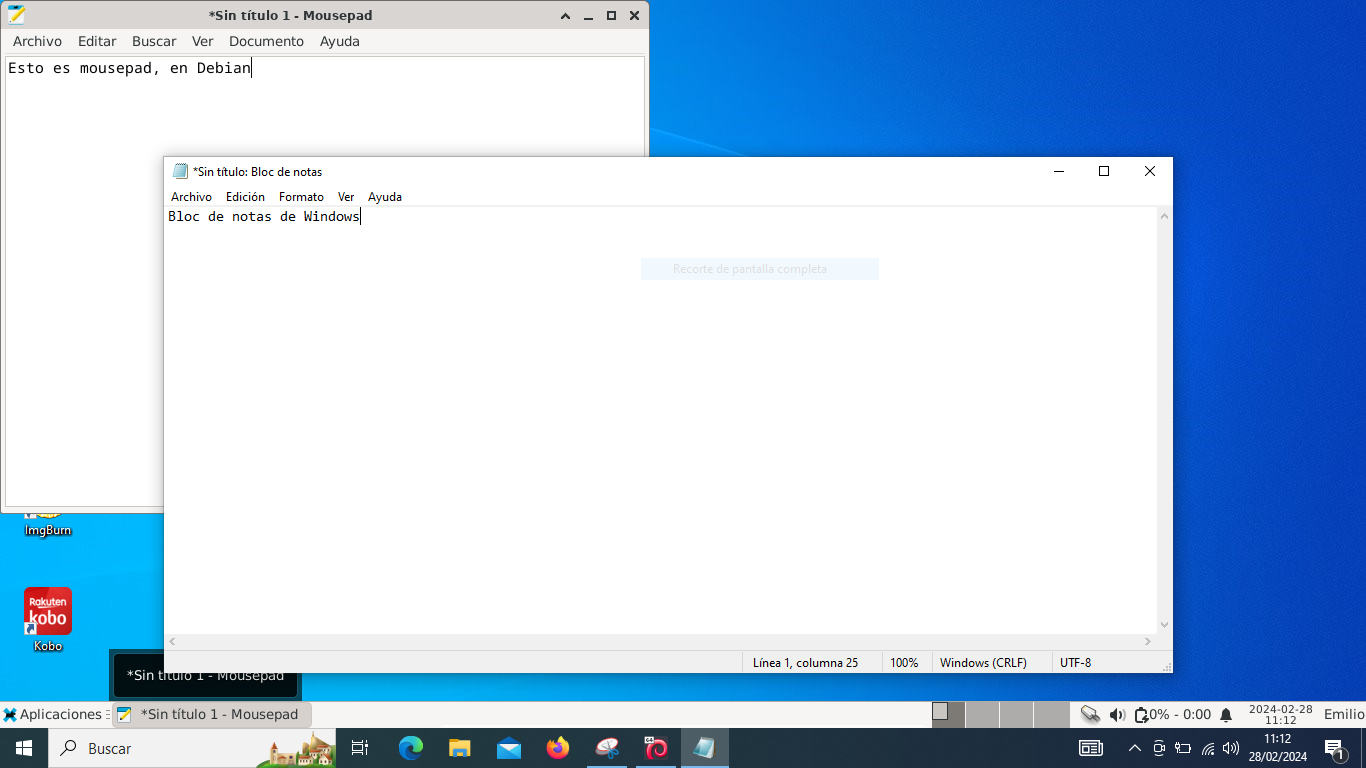 *Sin título 1 - Mousepad
Archivo Editar Buscar Ver Documento Ayuda
Esto es mousepad, en Debian
*Sin título: Bloc de notas
Archivo Edición Formato Ver Ayuda
Bloc de notas de Windows
Recorte de pantalla completa
ImgBurn
Rakuten
kobo
Kobo
Línea 1, columna 25 100% Windows (CRLF) UTF-8
*Sin título 1 - Mousepad
Aplicaciones *Sin título 1 - Mousepad 0% - 0:00 2024-02-28 Emilio
11:12
Buscar 11:12
28/02/2024 1
64